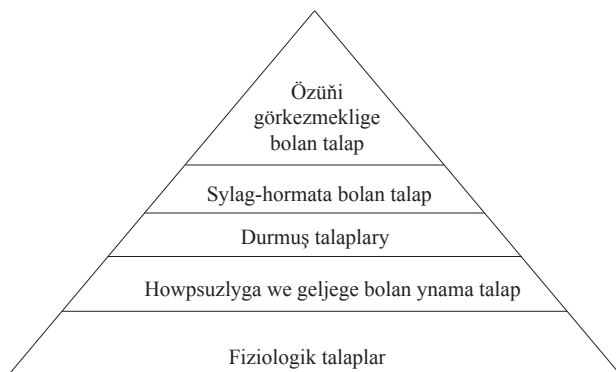 Özüňi
görkezmeklige
bolan talap
Sylag-hormata bolan talap
Durmuş talaplary
Howpsuzlyga we geljege bolan ynama talap
Fiziologik talaplar